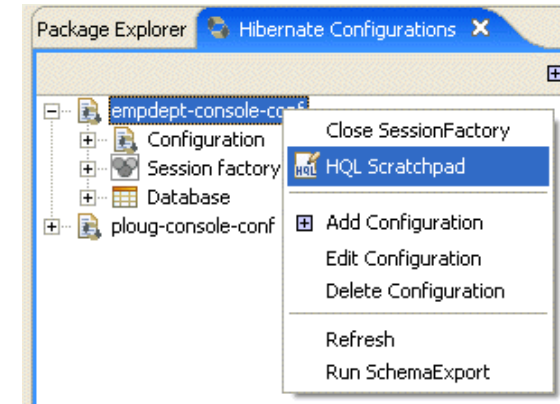 Package Explorer Hibernate Configurations
empdept-console-conf
Configuration
Session factory
Database
ploug-console-conf
Close SessionFactory
HQL Scratchpad
Add Configuration
Edit Configuration
Delete Configuration
Refresh
Run SchemaExport